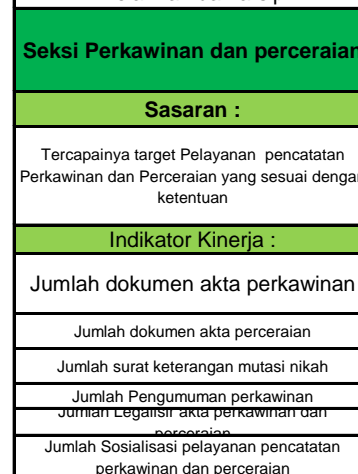 Seksi Perkawinan dan perceraian
Sasaran :
Tercapainya target Pelayanan pencatatan
Perkawinan dan Perceraian yang sesuai dengan
ketentuan
Indikator Kinerja :
Jumlah dokumen akta perkawinan
Jumlah dokumen akta perceraian
Jumlah surat keterangan mutasi nikah
Jumlah Pengumuman perkawinan
Jumlah Legalisir akta perkawinan dan
perceraian
Jumlah Sosialisasi pelayanan pencatatan
perkawinan dan perceraian